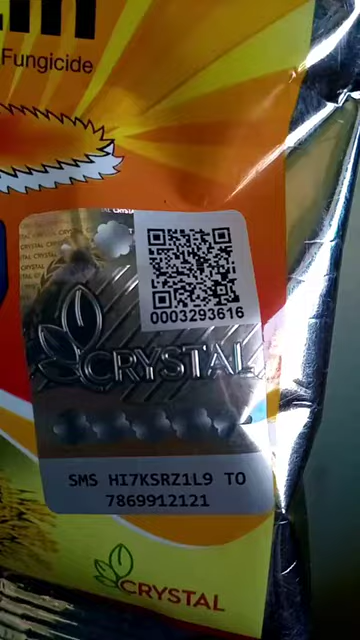 Fungicide
0003293616
CRYSTAL
SMS HI7KSRZ1L9 TO
7869912121
CRYSTAL